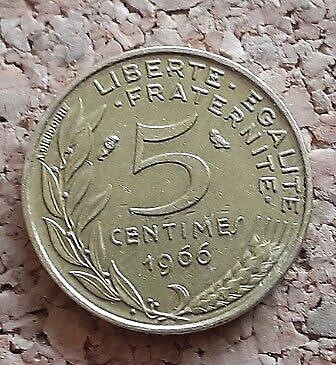 LIBERTE · EGALITE
· FRATERNITE ·
5
CENTIMES
1966